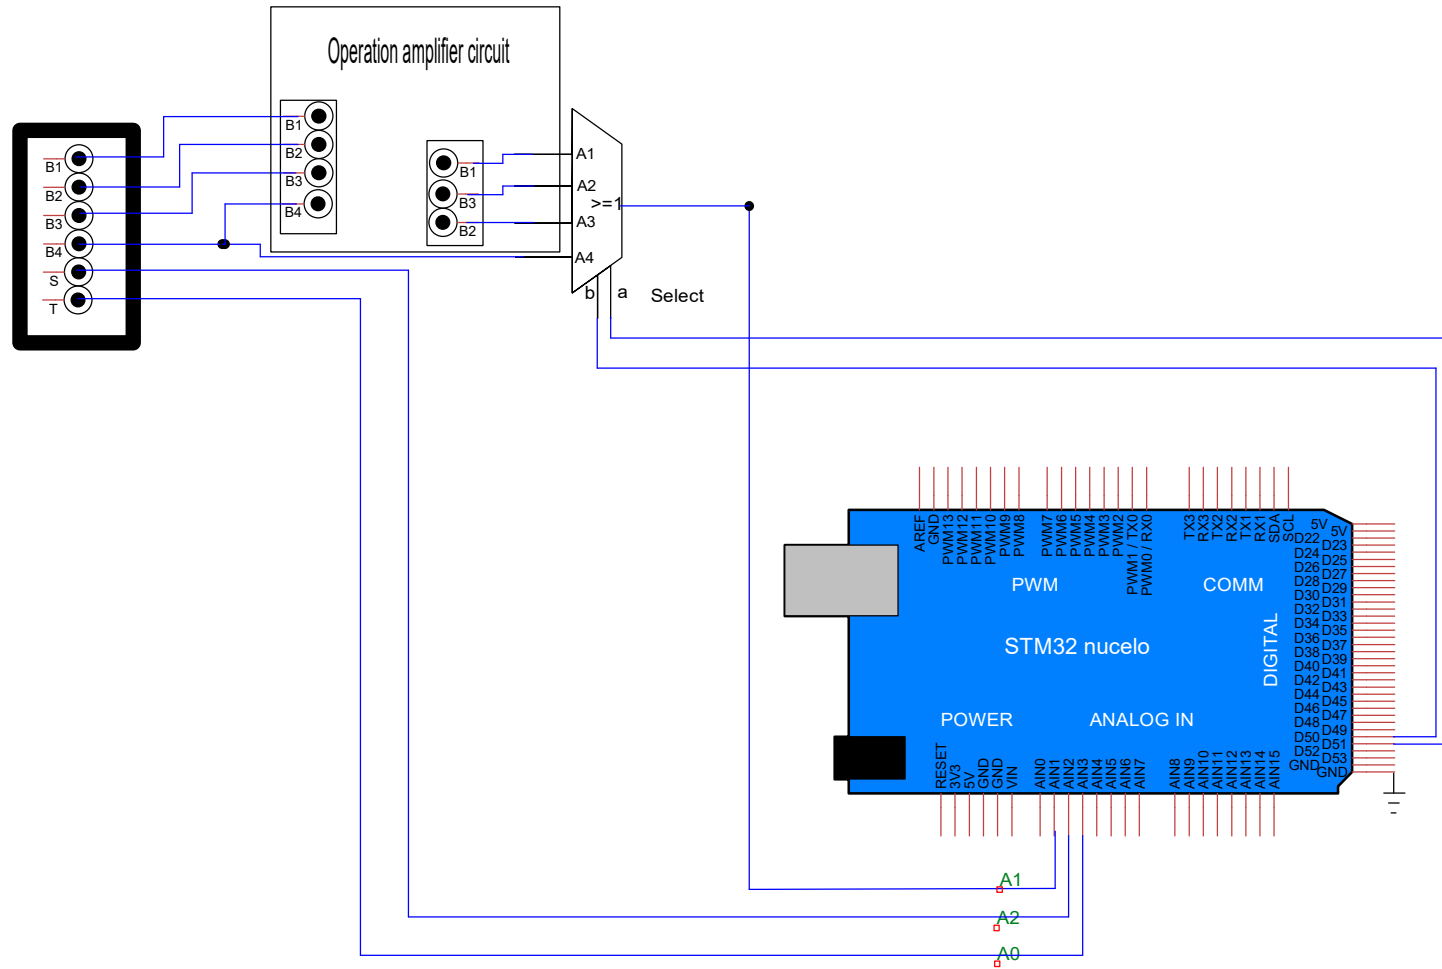 Operation amplifier circuit
B1
B2
B3
B4
B1
B3
B2
B1
B2
B3
B4
S
T
A1
A2
>=1
A3
A4
b
a
Select
AREF
GND
PWM13
PWM12
PWM11
PWM10
PWM9
PWM8
PWM7
PWM6
PWM5
PWM4
PWM3
PWM2
PWM1 / TX0
PWM0 / RX0
TX3
RX3
TX2
RX2
TX1
RX1
SDA
SCL
PWM
COMM
STM32 nucelo
DIGITAL
POWER
ANALOG IN
5V
5V
D22
D23
D24
D25
D26
D27
D28
D29
D30
D31
D32
D33
D34
D35
D36
D37
D38
D39
D40
D41
D42
D43
D44
D45
D46
D47
D48
D49
D50
D51
D52
D53
GND
GND
RESET
3V3
5V
GND
GND
VIN
AIN0
AIN1
AIN2
AIN3
AIN4
AIN5
AIN6
AIN7
AIN8
AIN9
AIN10
AIN11
AIN12
AIN13
AIN14
AIN15
A1
A2
A0